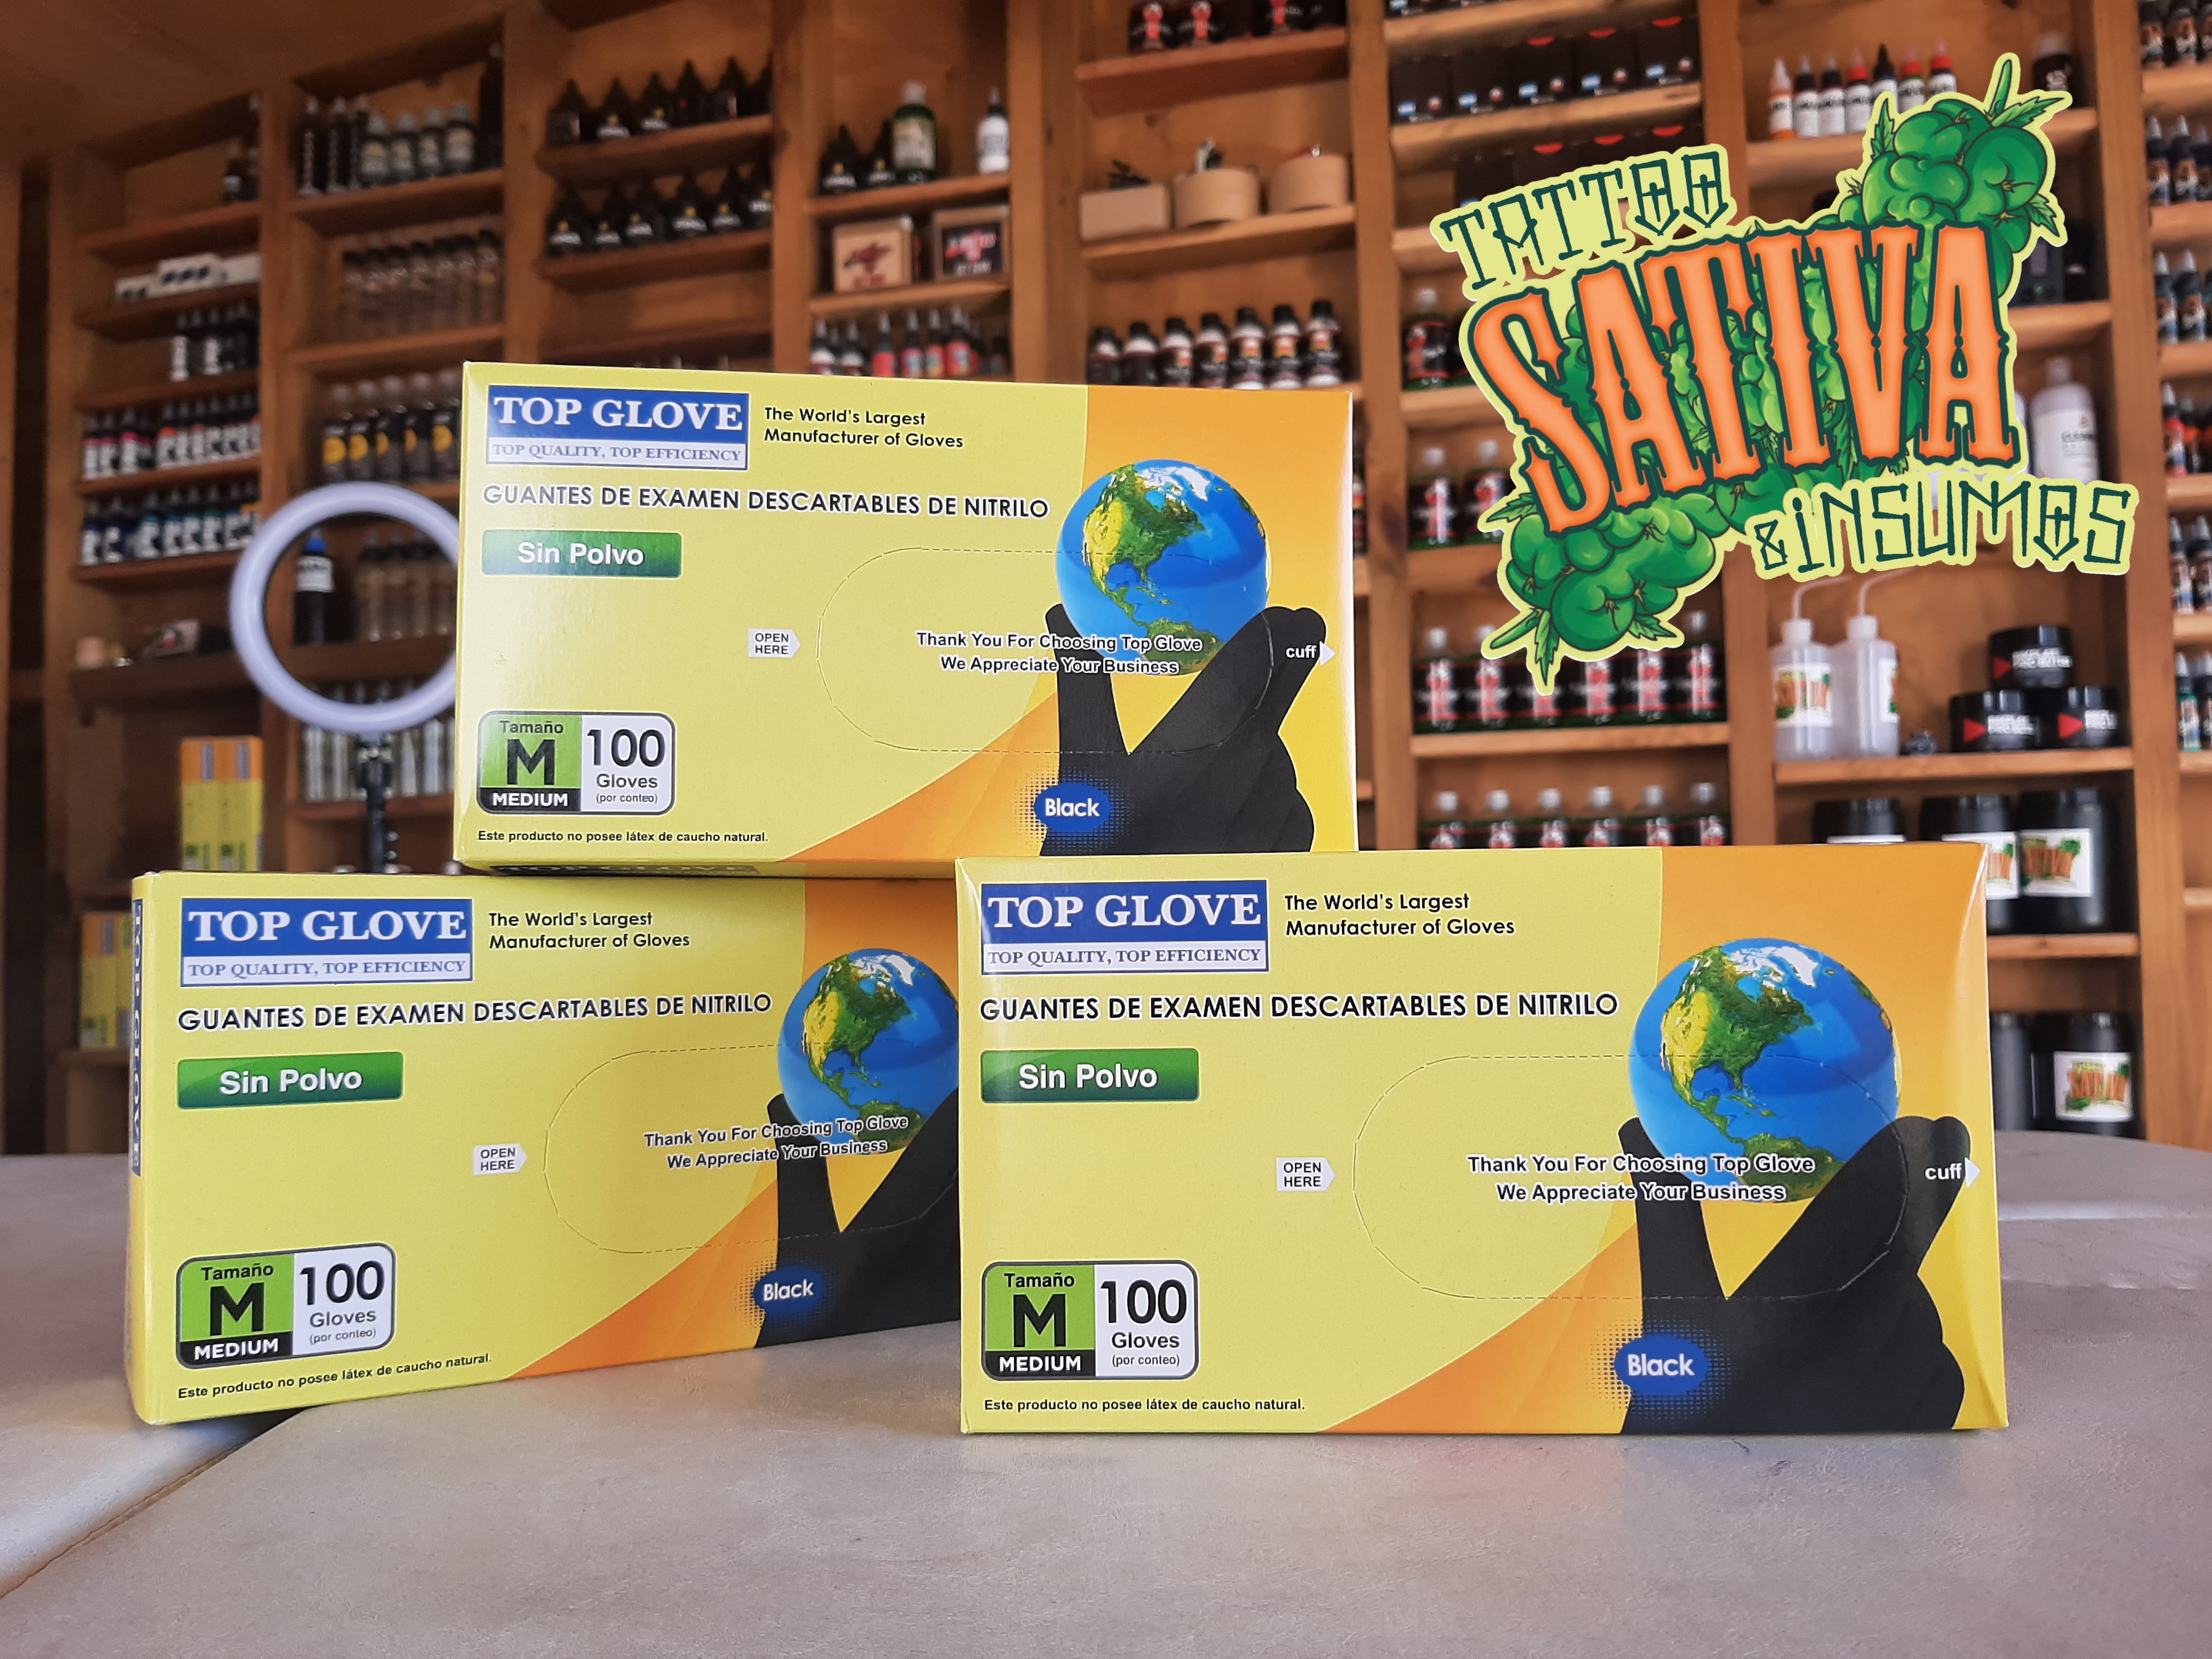 TATTOO
SATIVA
& INSUMOS
TOP GLOVE
TOP QUALITY, TOP EFFICIENCY
The World's Largest
Manufacturer of Gloves
GUANTES DE EXAMEN DESCARTABLES DE NITRILO
Sin Polvo
OPEN
HERE
Thank You For Choosing Top Glove
We Appreciate Your Business
cuff
Tamaño
M
MEDIUM
100
Gloves
(por conteo)
Black
Este producto no posee látex de caucho natural.
TOP GLOVE
TOP GLOVE
TOP GLOVE
TOP QUALITY, TOP EFFICIENCY
The World's Largest
Manufacturer of Gloves
GUANTES DE EXAMEN DESCARTABLES DE NITRILO
Sin Polvo
OPEN
HERE
Thank You For Choosing Top Glove
We Appreciate Your Business
Tamaño
M
MEDIUM
100
Gloves
(por conteo)
Black
Este producto no posee látex de caucho natural.
TOP GLOVE
TOP QUALITY, TOP EFFICIENCY
The World's Largest
Manufacturer of Gloves
GUANTES DE EXAMEN DESCARTABLES DE NITRILO
Sin Polvo
OPEN
HERE
Thank You For Choosing Top Glove
We Appreciate Your Business
cuff
Tamaño
M
MEDIUM
100
Gloves
(por conteo)
Black
Este producto no posee látex de caucho natural.
SATIVA
SATIVA